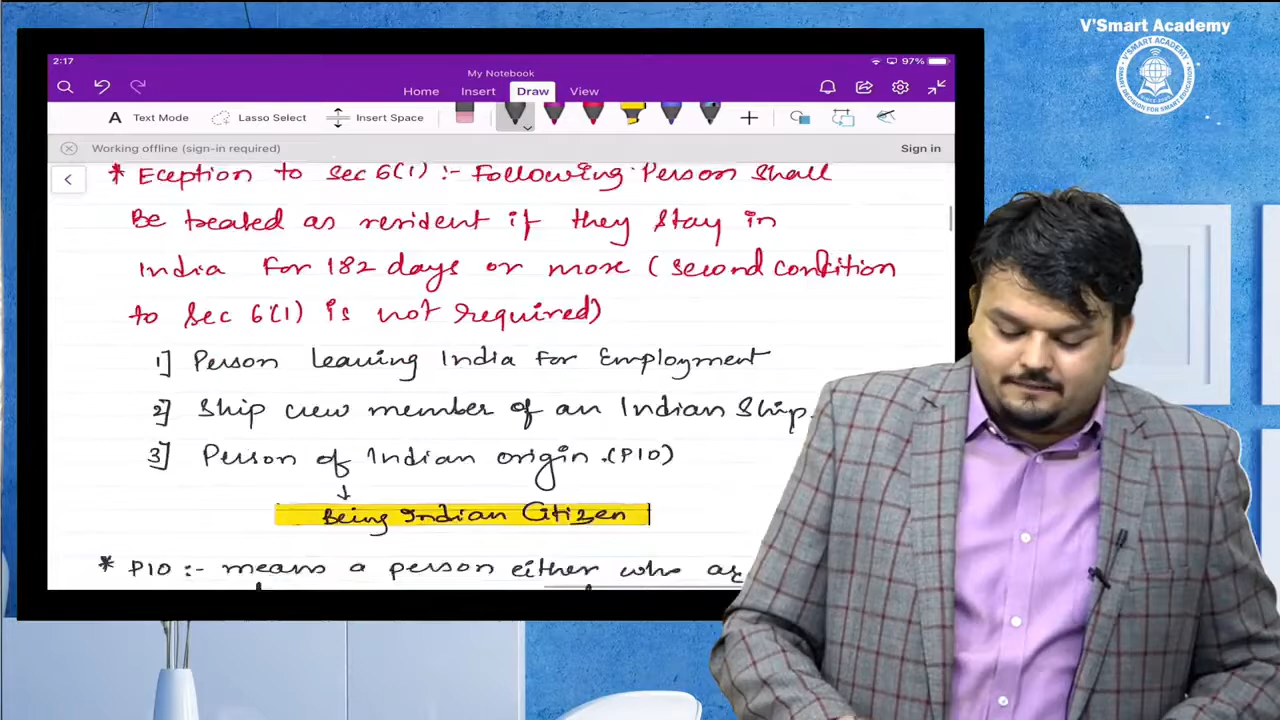 V'Smart Academy
2:17
97%
My Notebook
Home Insert Draw View
A Text Mode Lasso Select Insert Space
Working offline (sign-in required) Sign in
* Eception to Sec 6(1) :- Following Person Shall
Be treated as resident if they stay in
India For 182 days or more (second condition
to Sec 6(1) is not required)
1] Person leaving India For Employment
2] Ship crew member of an Indian Ship.
3] Person of Indian origin.(PIO)
↓
Being Indian Citizen
* PIO :- means a person either who as